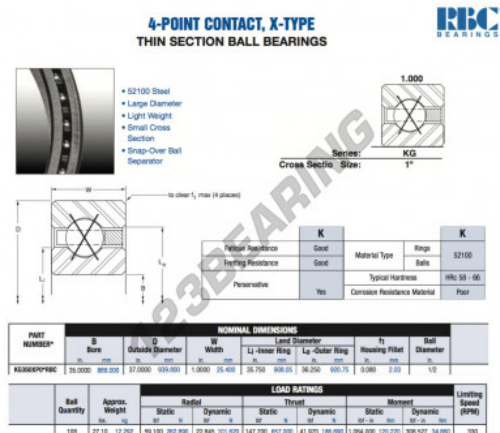 4-POINT CONTACT, X-TYPE
THIN SECTION BALL BEARINGS
RBC
BEARINGS
• 52100 Steel
• Large Diameter
• Light Weight
• Small Cross
Section
• Snap-Over Ball
Separator
1.000
Series: KG
Cross Sectio Size: 1"
W
to clear f1 max (4 places)
D
B
123BEARING
K K
Fatigue Resistance Good Material Type Rings 52100
Fretting Resistance Good Balls
Persensative Yes Typical Hardness HRc 58 - 66
Corrosion Resistance Material Poor
NOMINAL DIMENSIONS
PART NUMBER* B Bore D Outside Diameter W Width Land Diameter f1 Housing Fillet Ball Diameter
Li -Inner Ring Lo -Outer Ring
in. mm in. mm in. mm in. mm in. mm in. mm in.
KG350XP0*RBC 35.0000 889.000 37.0000 939.800 1.0000 25.400 35.750 908.05 36.250 920.75 0.080 2.03 1/2
LOAD RATINGS
Ball Quantity Approx. Weight Radial Thrust Moment Limiting Speed (RPM)
Static Dynamic Static Dynamic Static Dynamic